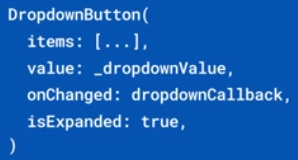 DropdownButton(
  items: [...],
  value: _dropdownValue,
  onChanged: dropdownCallback,
  isExpanded: true,
)